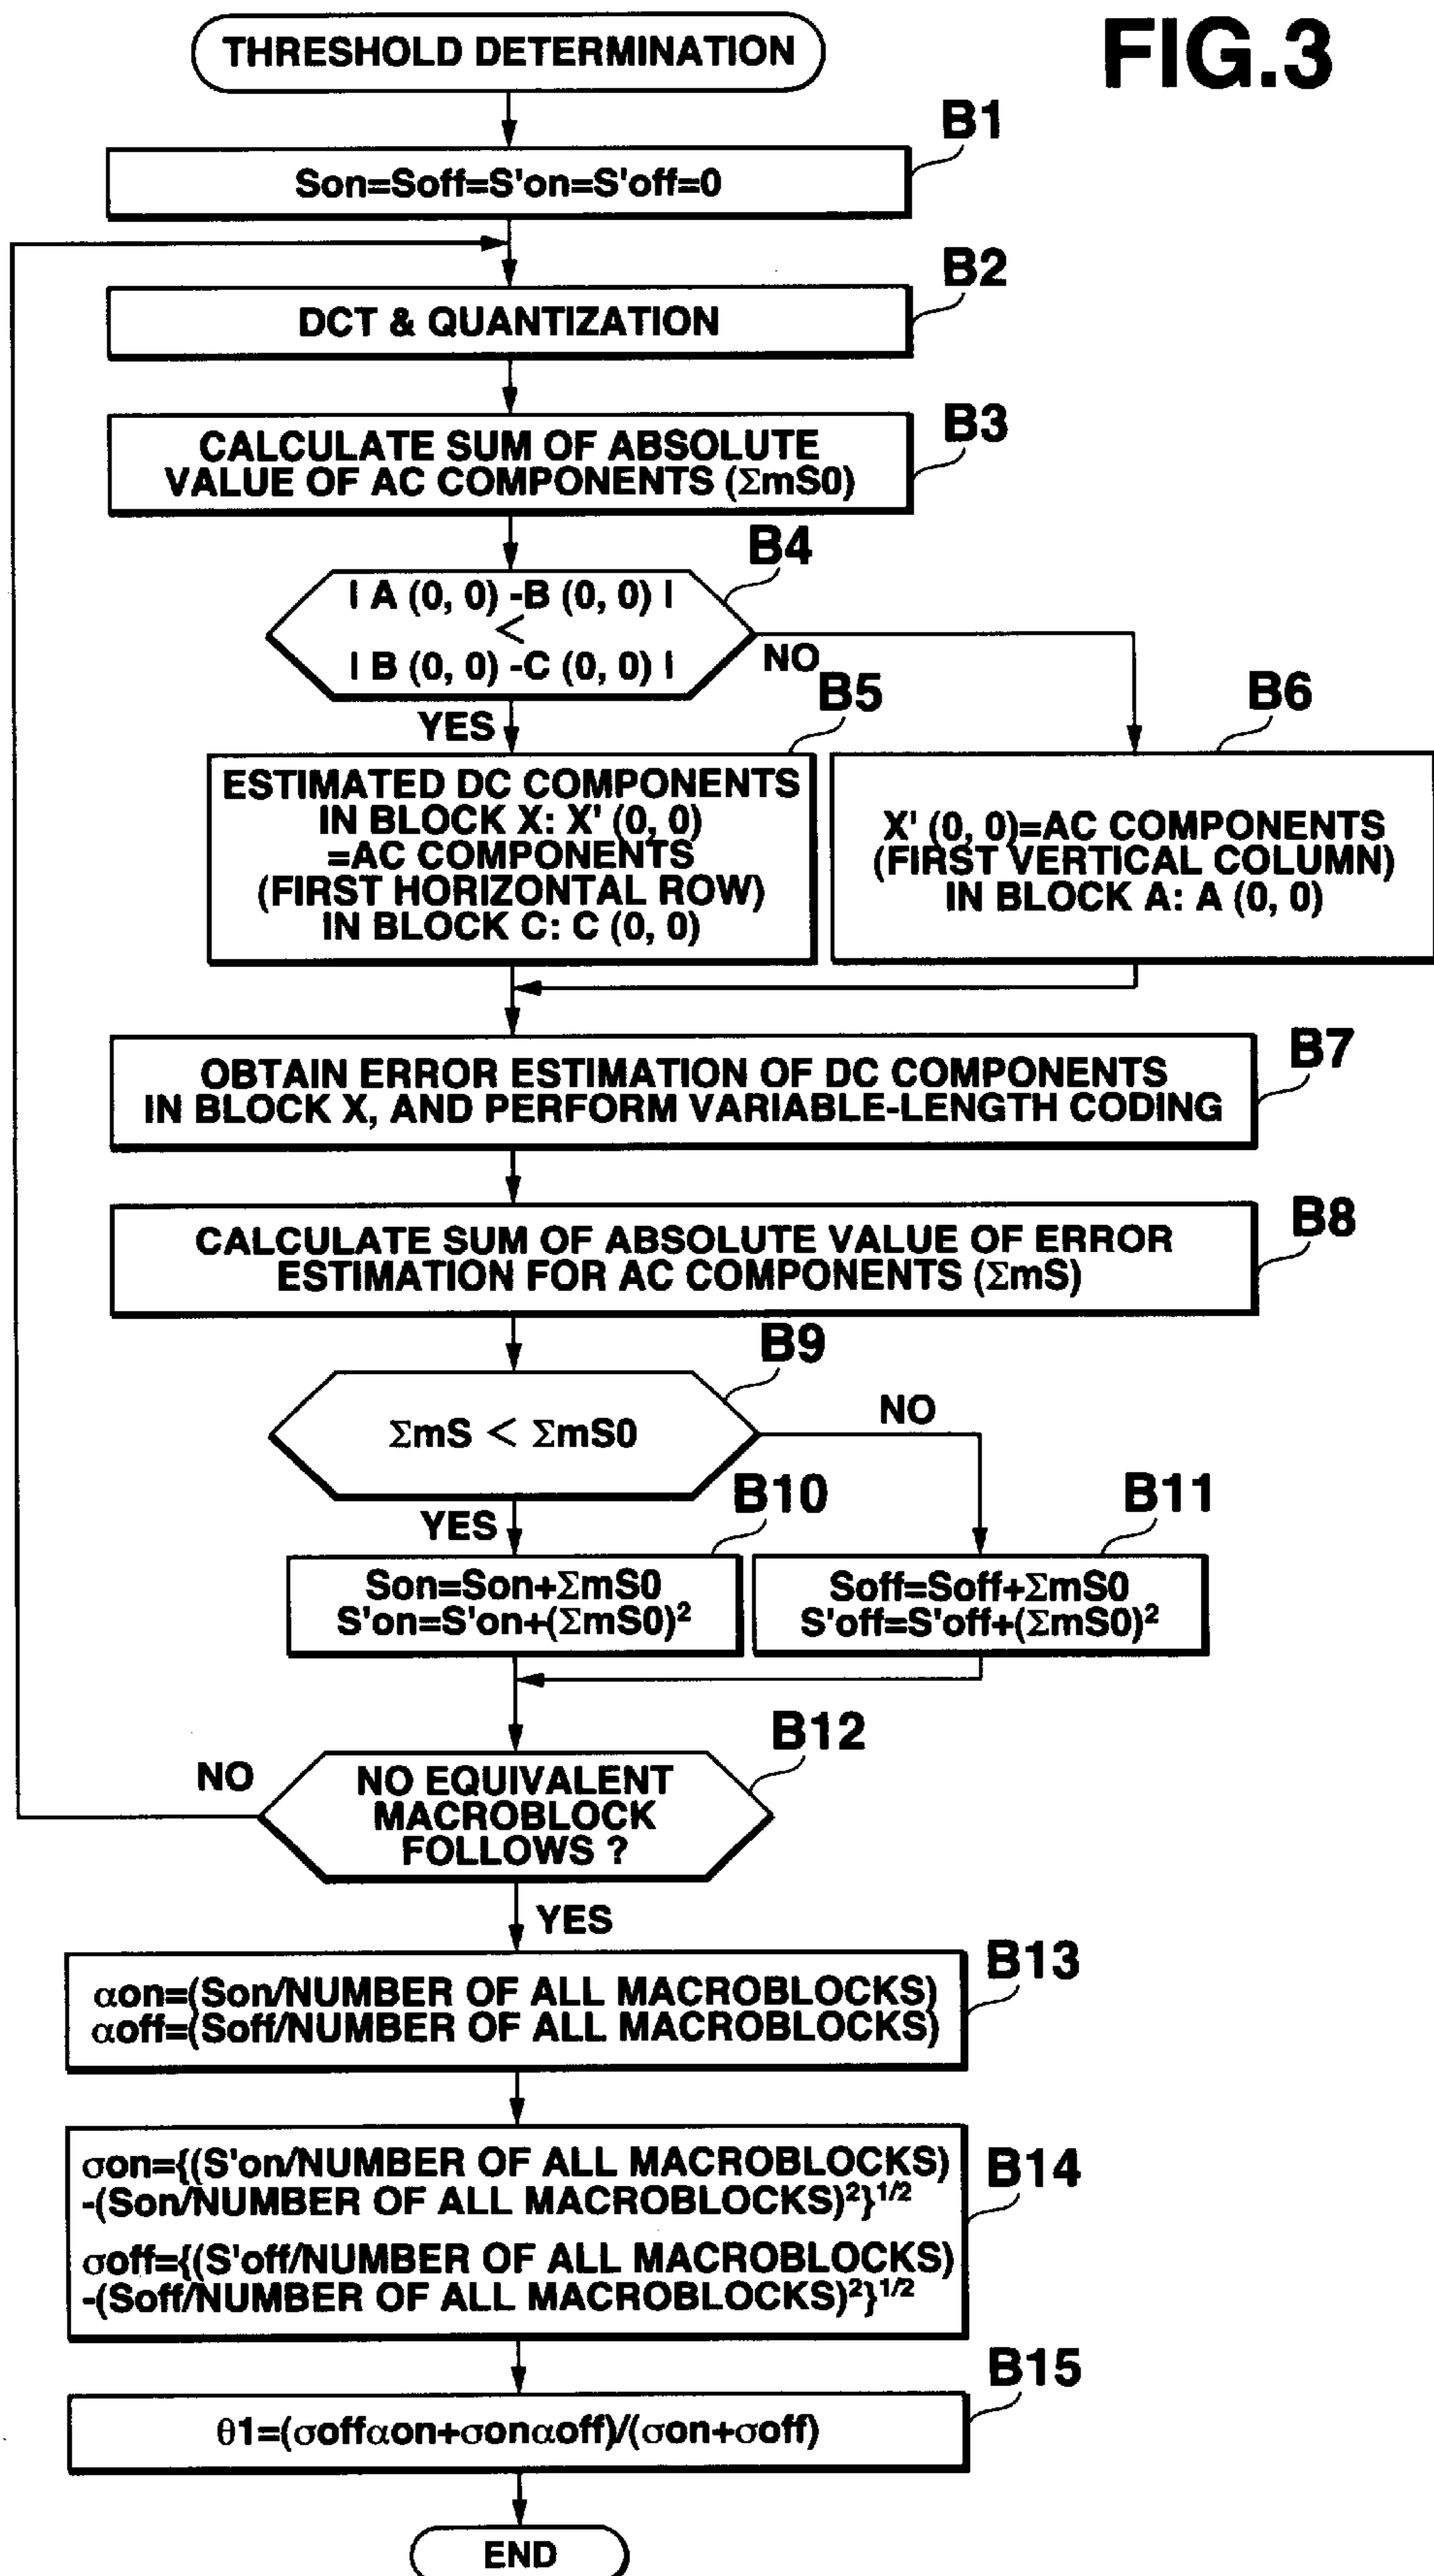 FIG.3
THRESHOLD DETERMINATION
B1
Son=Soff=S'on=S'off=0
B2
DCT & QUANTIZATION
B3
CALCULATE SUM OF ABSOLUTE
VALUE OF AC COMPONENTS (ΣmS0)
B4
| A (0, 0) -B (0, 0) |
<
| B (0, 0) -C (0, 0) |
NO
YES
B5
ESTIMATED DC COMPONENTS
IN BLOCK X: X' (0, 0)
=AC COMPONENTS
(FIRST HORIZONTAL ROW)
IN BLOCK C: C (0, 0)
B6
X' (0, 0)=AC COMPONENTS
(FIRST VERTICAL COLUMN)
IN BLOCK A: A (0, 0)
B7
OBTAIN ERROR ESTIMATION OF DC COMPONENTS
IN BLOCK X, AND PERFORM VARIABLE-LENGTH CODING
B8
CALCULATE SUM OF ABSOLUTE VALUE OF ERROR
ESTIMATION FOR AC COMPONENTS (ΣmS)
B9
ΣmS < ΣmS0
NO
YES
B10
Son=Son+ΣmS0
S'on=S'on+(ΣmS0)²
B11
Soff=Soff+ΣmS0
S'off=S'off+(ΣmS0)²
B12
NO
NO EQUIVALENT
MACROBLOCK
FOLLOWS ?
YES
B13
αon=(Son/NUMBER OF ALL MACROBLOCKS)
αoff=(Soff/NUMBER OF ALL MACROBLOCKS)
B14
σon={(S'on/NUMBER OF ALL MACROBLOCKS)
-(Son/NUMBER OF ALL MACROBLOCKS)²}¹/²
σoff={(S'off/NUMBER OF ALL MACROBLOCKS)
-(Soff/NUMBER OF ALL MACROBLOCKS)²}¹/²
B15
θ1=(σoffαon+σonαoff)/(σon+σoff)
END